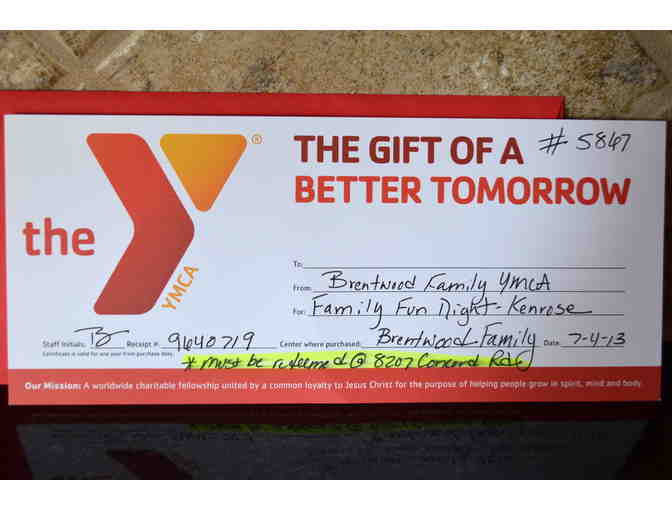 THE GIFT OF A # 5867
BETTER TOMORROW
the
YMCA
®
To:
From: Brentwood Family YMCA
For: Family Fun Night - Kenrose
Staff Initials: Receipt #: 9640719 Center where purchased: Brentwood Family Date: 7-4-13
Certificate is valid for one year from purchase date.
* must be redeemed @ 8207 Concord Rd
Our Mission: A worldwide charitable fellowship united by a common loyalty to Jesus Christ for the purpose of helping people grow in spirit, mind and body.